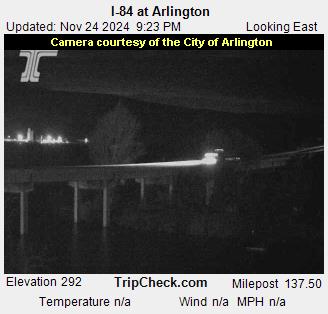 I-84 at Arlington
Updated: Nov 24 2024 9:23 PM Looking East
Camera courtesy of the City of Arlington
Elevation 292 TripCheck.com Milepost 137.50
Temperature n/a Wind n/a MPH n/a